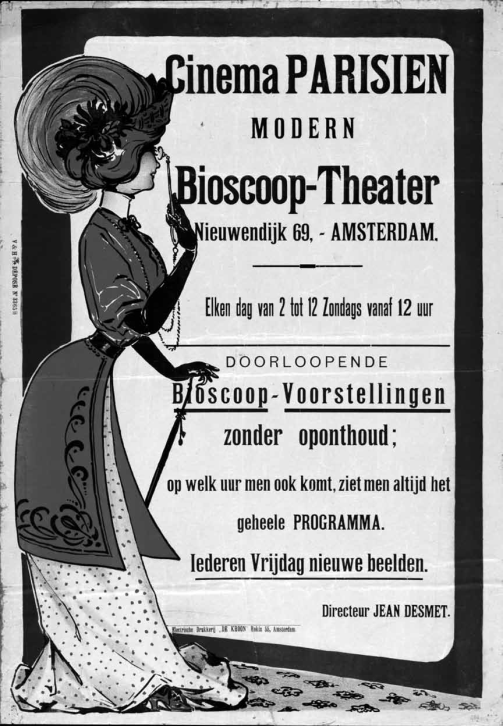 Cinema PARISIEN
MODERN
Bioscoop-Theater
Nieuwendijk 69, - AMSTERDAM.
Elken dag van 2 tot 12 Zondags vanaf 12 uur
DOORLOOPENDE
Bioscoop-Voorstellingen
zonder oponthoud;
op welk uur men ook komt, ziet men altijd het
geheele PROGRAMMA.
Iederen Vrijdag nieuwe beelden.
Directeur JEAN DESMET.
Electrische Drukkerij „DE KROON" Rokin 55, Amsterdam.